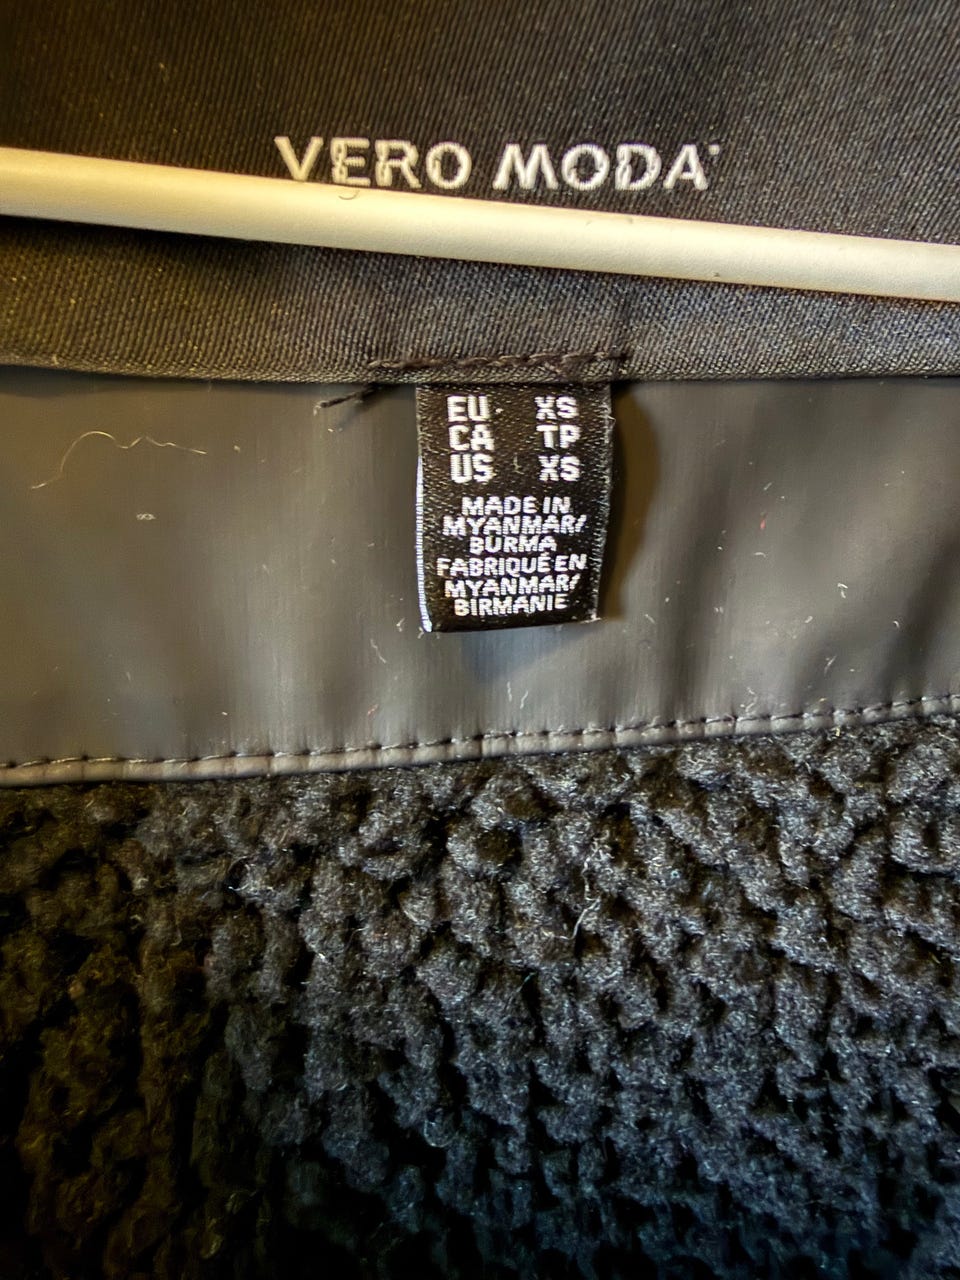 VERO MODA
EU XS
CA TP
US XS
MADE IN
MYANMAR/
BURMA
FABRIQUÉ EN
MYANMAR/
BIRMANIE